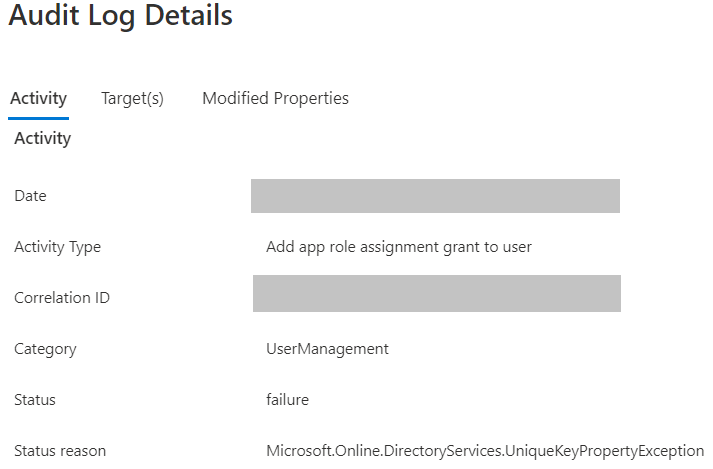 Audit Log Details
Activity Target(s) Modified Properties
Activity
Date
Activity Type Add app role assignment grant to user
Correlation ID
Category UserManagement
Status failure
Status reason Microsoft.Online.DirectoryServices.UniqueKeyPropertyException